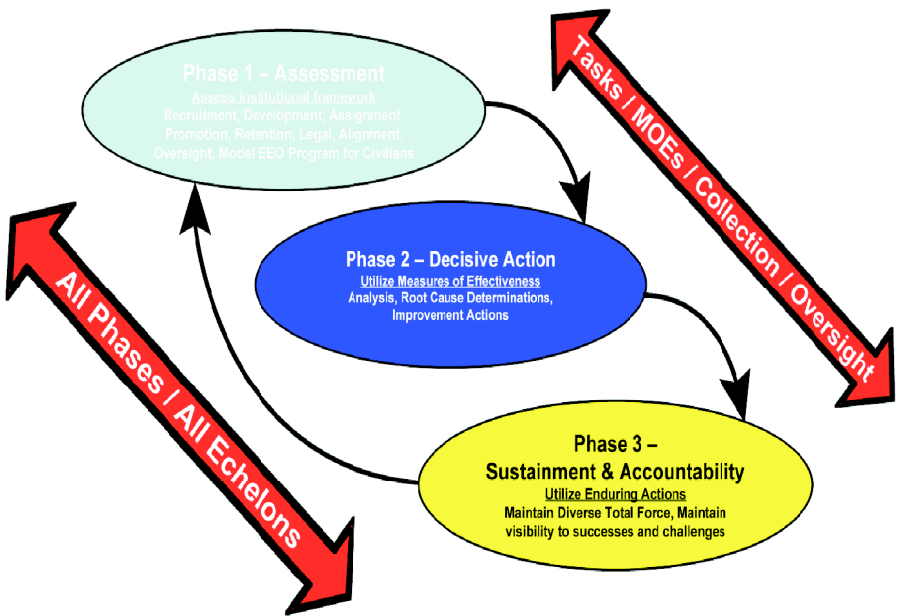 Phase 1 – Assessment
Assess institutional framework
Recruitment, Development, Assignment,
Promotion, Retention, Legal, Alignment,
Oversight, Model EEO Program for Civilians
Tasks / MOEs / Collection / Oversight
Phase 2 – Decisive Action
Utilize Measures of Effectiveness
Analysis, Root Cause Determinations,
Improvement Actions
All Phases / All Echelons
Phase 3 –
Sustainment & Accountability
Utilize Enduring Actions
Maintain Diverse Total Force, Maintain
visibility to successes and challenges